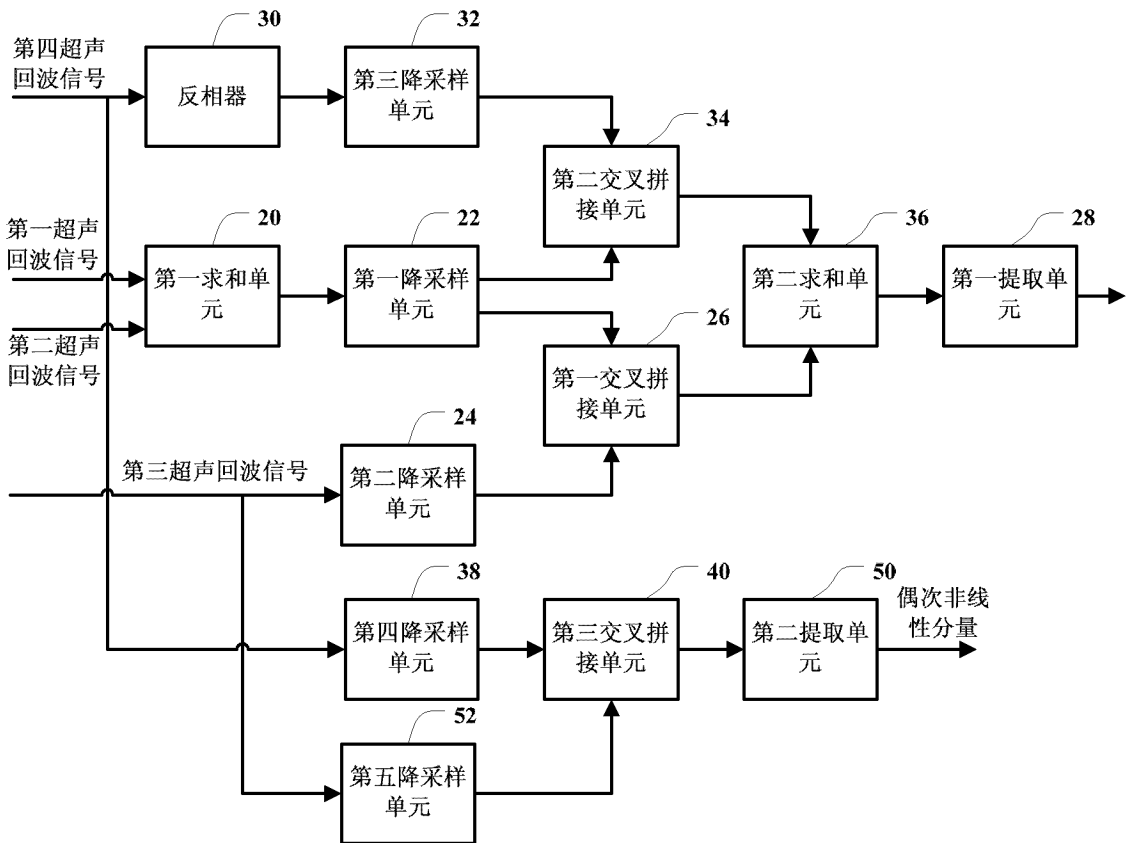 30
32
第四超声
回波信号
反相器
第三降采样
单元
34
第二交叉拼
接单元
第一超声
回波信号
20
22
36
28
第一求和单
元
第一降采样
单元
第二求和单
元
第一提取单
元
第二超声
回波信号
26
第一交叉拼
接单元
24
第三超声回波信号
第二降采样
单元
38
40
50
偶次非线
性分量
第四降采样
单元
第三交叉拼
接单元
第二提取单
元
52
第五降采样
单元